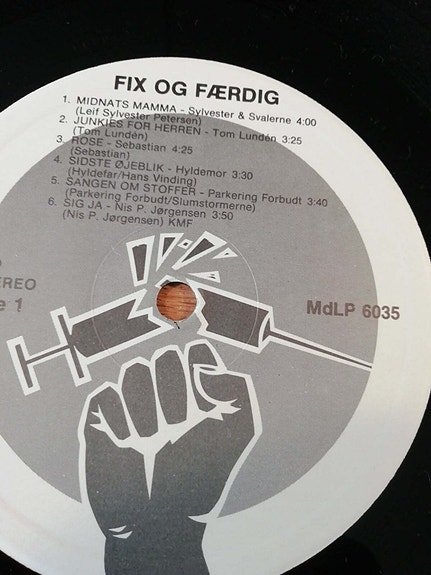 FIX OG FÆRDIG
1. MIDNATS MAMMA - Sylvester & Svalerne 4:00
(Leif Sylvester Petersen)
2. JUNKIES FOR HERREN - Tom Lundén 3:25
(Tom Lundén)
3. ROSE - Sebastian 4:25
(Sebastian)
4. SIDSTE ØJEBLIK - Hyldemor 3:30
(Hyldefar/Hans Vinding)
5. SANGEN OM STOFFER - Parkering Forbudt 3:40
(Parkering Forbudt/Slumstormerne)
6. SIG JA - Nis P. Jørgensen 3:50
(Nis P. Jørgensen) KMF
EREO
e 1
MdLP 6035